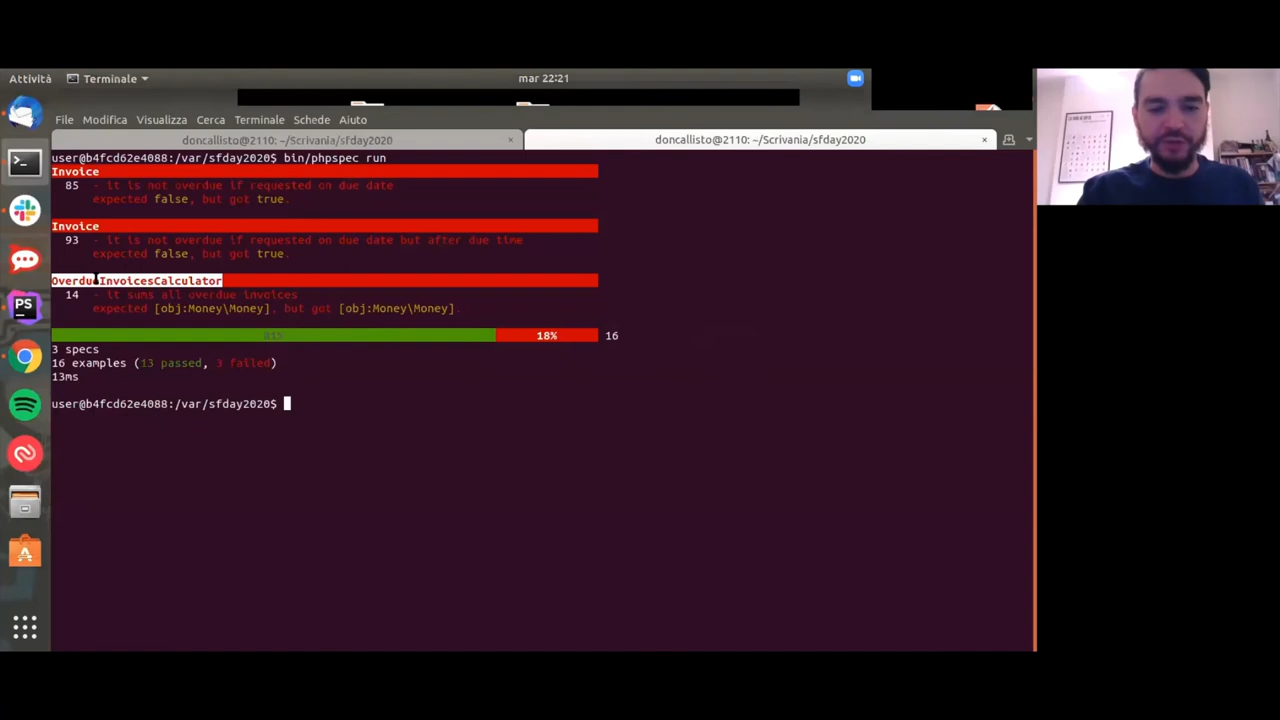 Attività
Terminale
mar 22:21
File Modifica Visualizza Cerca Terminale Schede Aiuto
doncallisto@2110: ~/Scrivania/sfday2020 ×
doncallisto@2110: ~/Scrivania/sfday2020 ×
user@b4fcd62e4088:/var/sfday2020$ bin/phpspec run
Invoice
85 - it is not overdue if requested on due date
expected false, but got true.
Invoice
93 - it is not overdue if requested on due date but after due time
expected false, but got true.
OverdueInvoicesCalculator
14 - it sums all overdue invoices
expected [obj:Money\Money], but got [obj:Money\Money].
81% 18% 16
3 specs
16 examples (13 passed, 3 failed)
13ms
user@b4fcd62e4088:/var/sfday2020$
PS